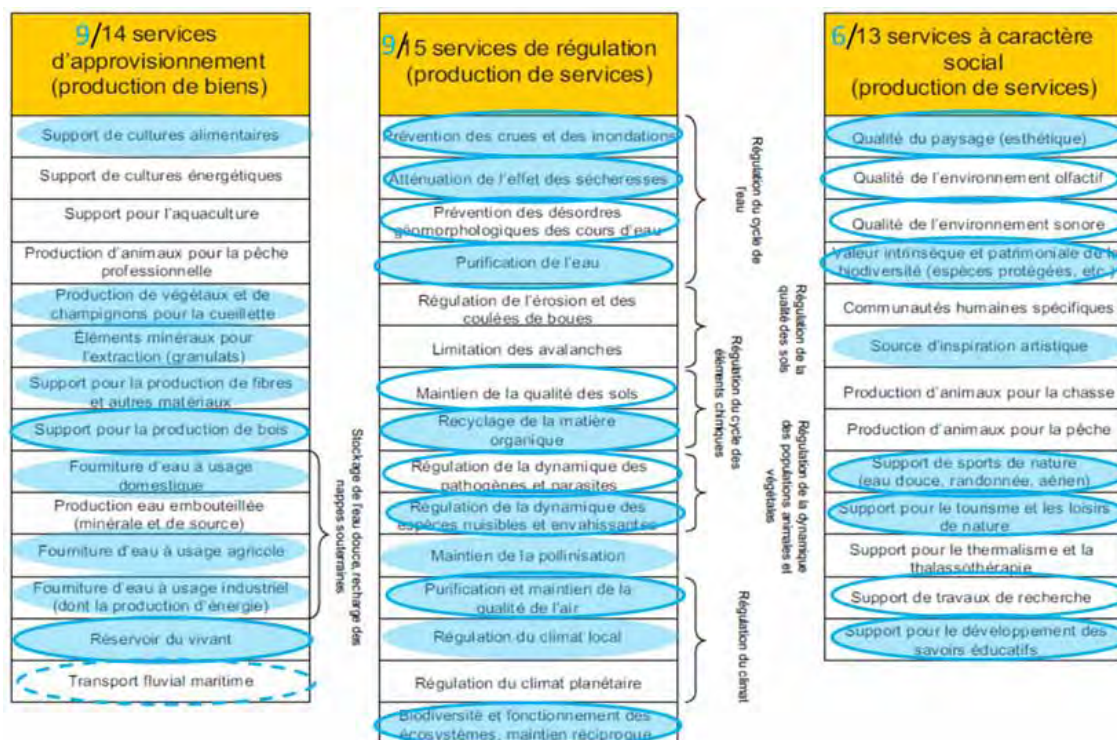 9/14 services
d'approvisionnement
(production de biens)
Support de cultures alimentaires
Support de cultures énergétiques
Support pour l'aquaculture
Production d'animaux pour la pêche
professionnelle
Production de végétaux et de
champignons pour la cueillette
Éléments minéraux pour
l'extraction (granulats)
Support pour la production de fibres
et autres matériaux
Support pour la production de bois
Fourniture d'eau à usage
domestique
Production eau embouteillée
(minérale et de source)
Fourniture d'eau à usage agricole
Fourniture d'eau à usage industriel
(dont la production d'énergie)
Réservoir du vivant
Transport fluvial maritime
Stockage de l'eau douce, recharge des
nappes souterraines
9/15 services de régulation
(production de services)
Prévention des crues et des inondations
Atténuation de l'effet des sécheresses
Prévention des désordres
géomorphologiques des cours d'eau
Purification de l'eau
Régulation de l'érosion et des
coulées de boues
Limitation des avalanches
Maintien de la qualité des sols
Recyclage de la matière
organique
Régulation de la dynamique des
pathogènes et parasites
Régulation de la dynamique des
espèces nuisibles et envahissantes
Maintien de la pollinisation
Purification et maintien de la
qualité de l'air
Régulation du climat local
Régulation du climat planétaire
Biodiversité et fonctionnement des
écosystèmes, maintien réciproque
Régulation du cycle de
l'eau
Régulation de la
qualité des sols
Régulation du cycle des
éléments chimiques
Régulation de la dynamique
des populations animales et
végétales
Régulation du climat
6/13 services à caractère
social
(production de services)
Qualité du paysage (esthétique)
Qualité de l'environnement olfactif
Qualité de l'environnement sonore
Valeur intrinsèque et patrimoniale de la
biodiversité (espèces protégées, etc.)
Communautés humaines spécifiques
Source d'inspiration artistique
Production d'animaux pour la chasse
Production d'animaux pour la pêche
Support de sports de nature
(eau douce, randonnée, aérien)
Support pour le tourisme et les loisirs
de nature
Support pour le thermalisme et la
thalassothérapie
Support de travaux de recherche
Support pour le développement des
savoirs éducatifs